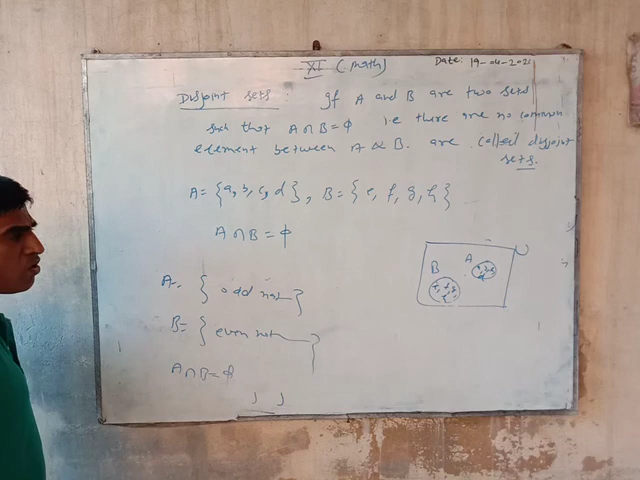 XI (Math)
Date: 19-04-202
Disjoint sets : If A and B are two sets
such that A∩B=ϕ i.e there are no common
element between A & B. are called disjoint
sets.
A = {a, b, c, d}, B = {e, f, g, h}
A∩B = ϕ
A= { odd no }
B= { even no }
A∩B=ϕ
B A
U